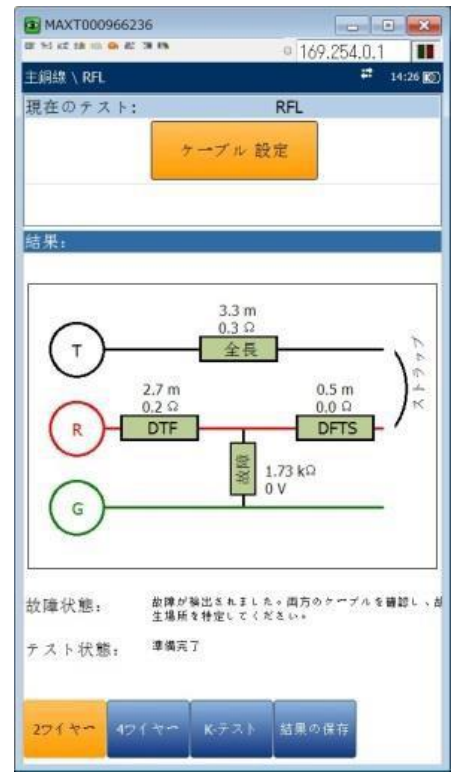 MAXT000966236
169.254.0.1
主銅線 \ RFL
14:26
現在のテスト:
RFL
ケーブル 設定
結果:
3.3 m
0.3 Ω
T
全長
ストラップ
2.7 m
0.2 Ω
0.5 m
0.0 Ω
R
DTF
DFTS
故障
1.73 kΩ
0 V
G
故障状態:
故障が検出されました。両方のケーブルを確認し、故
生場所を特定してください。
テスト状態:
準備完了
2ワイヤー
4ワイヤー
K-テスト
結果の保存